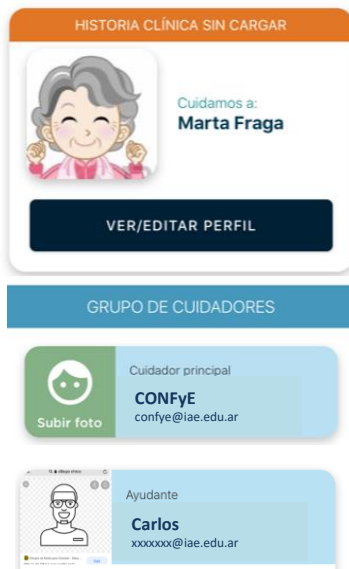 HISTORIA CLÍNICA SIN CARGAR
Cuidamos a:
Marta Fraga
VER/EDITAR PERFIL
GRUPO DE CUIDADORES
Cuidador principal
CONFyE
confye@iae.edu.ar
Subir foto
Ayudante
Carlos
xxxxxxx@iae.edu.ar